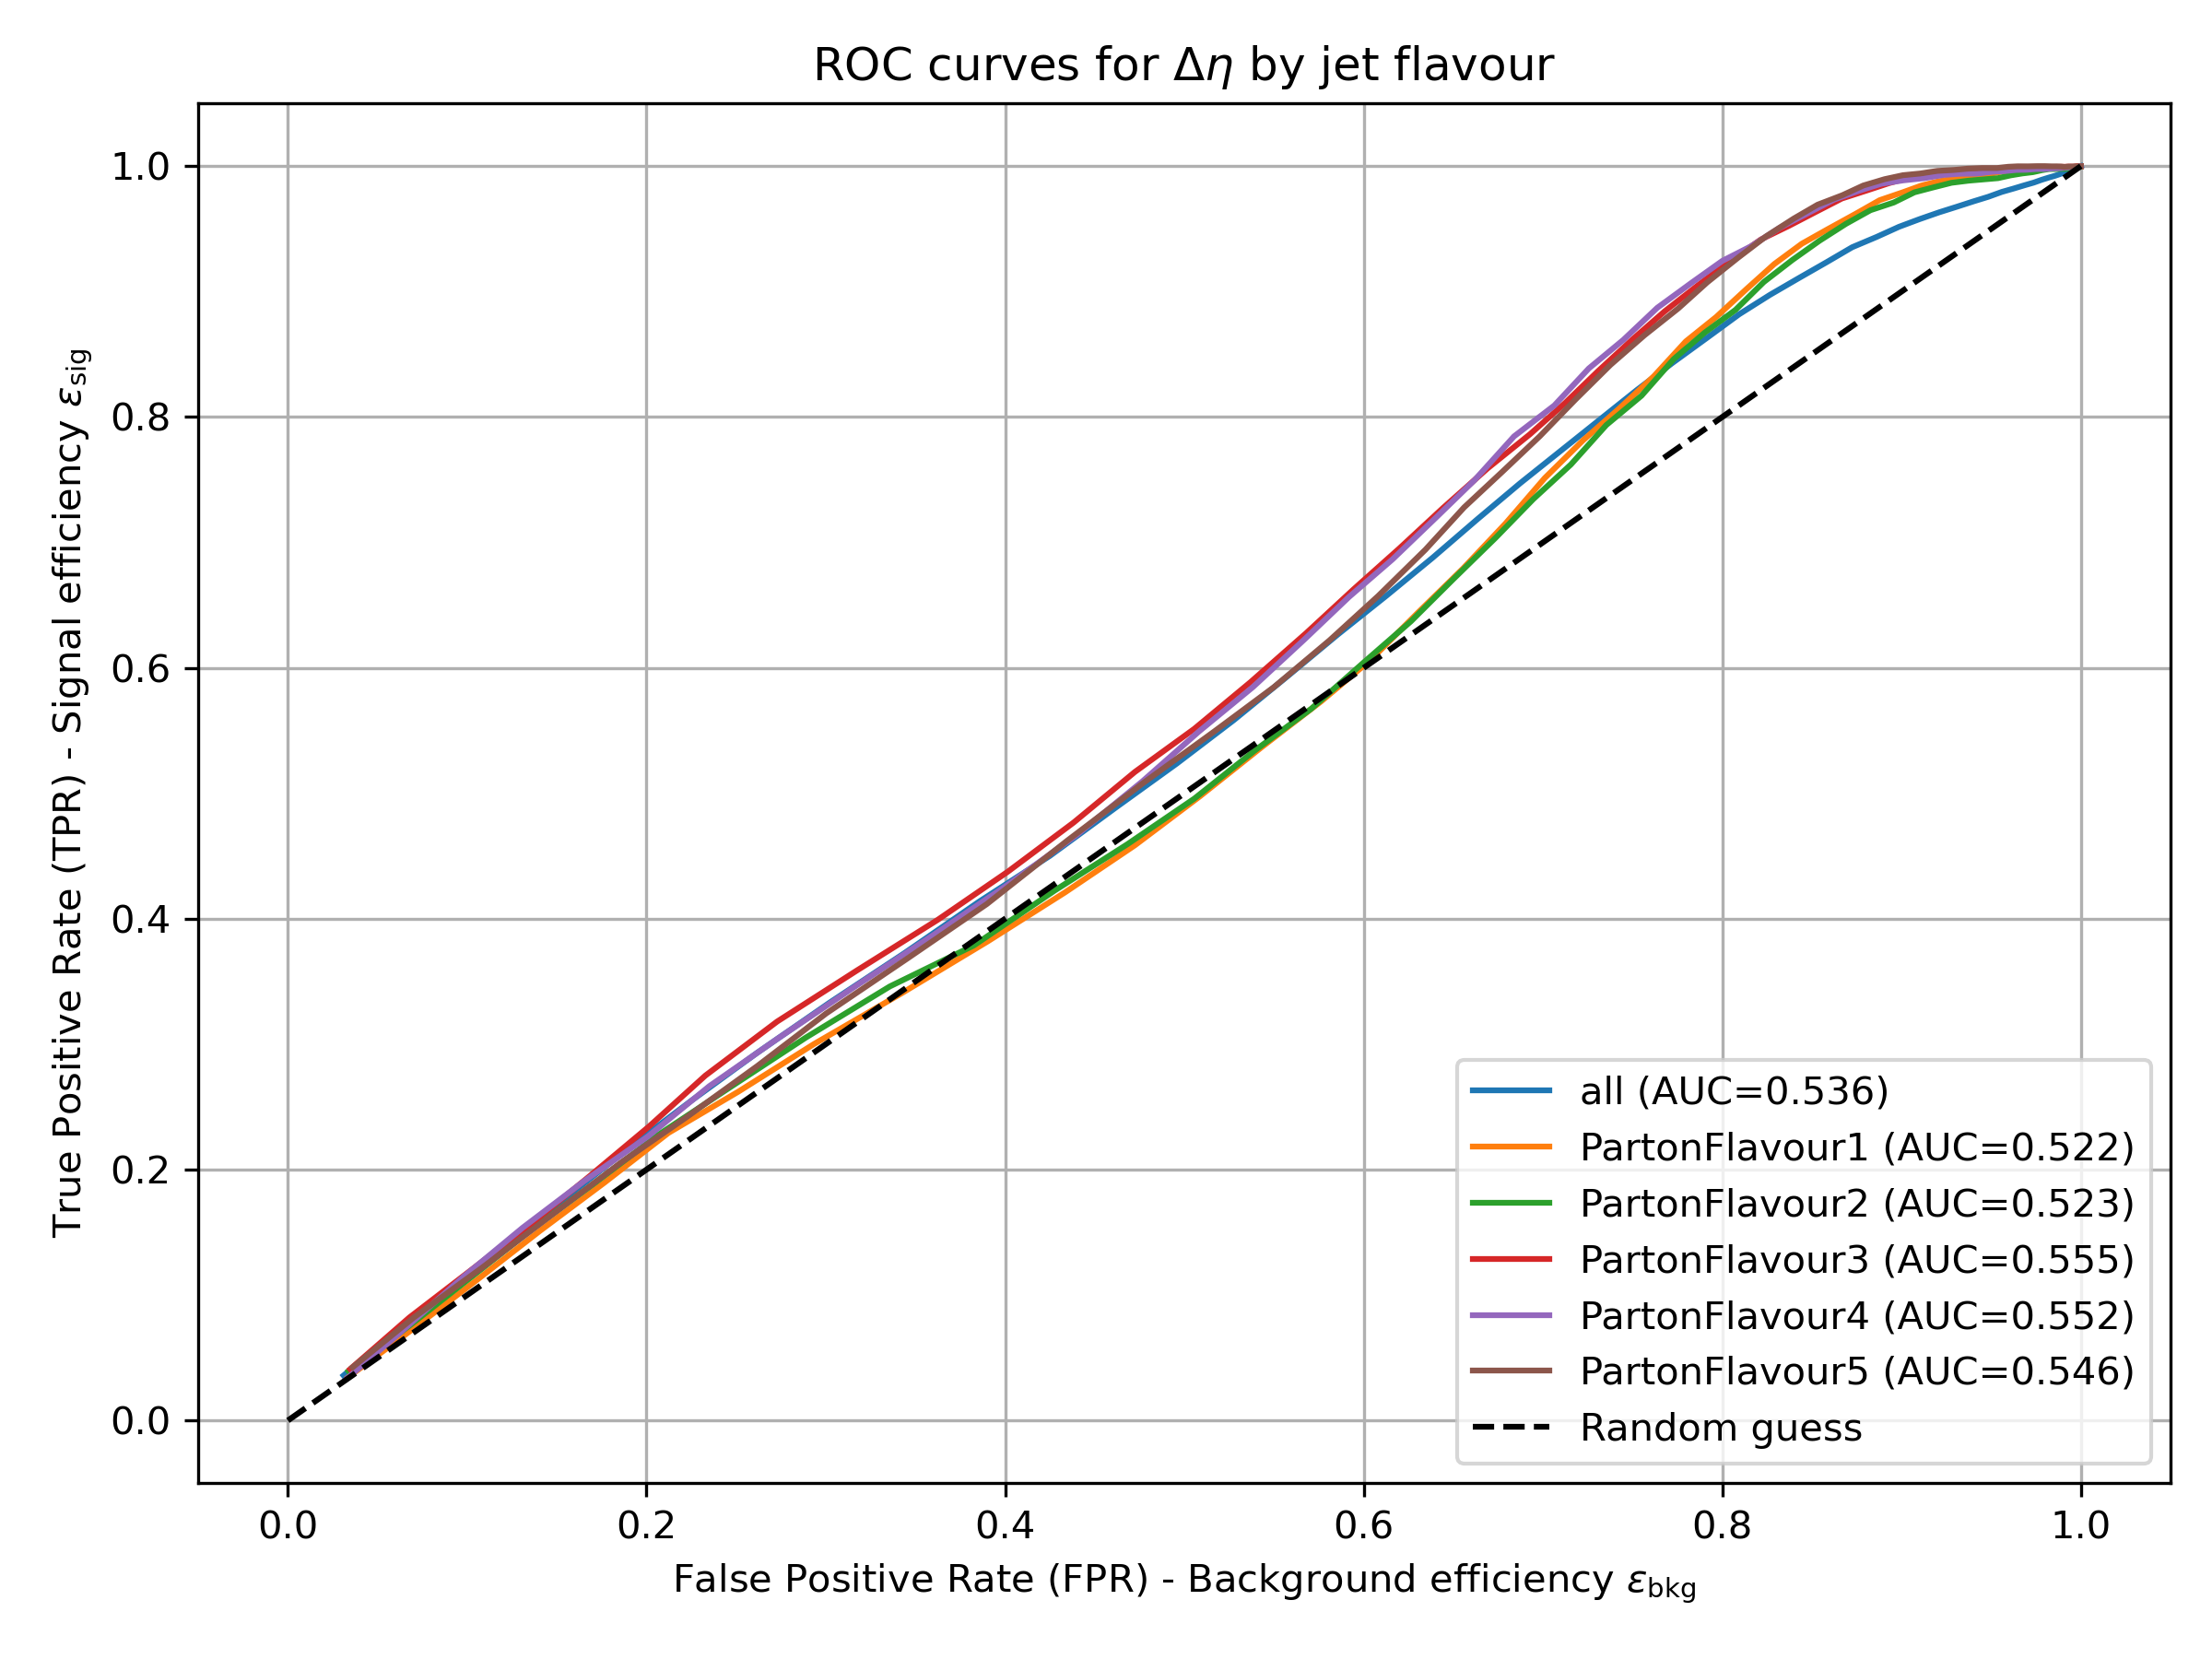 ROC curves for Δη by jet flavour
True Positive Rate (TPR) - Signal efficiency ε_sig
1.0
0.8
0.6
0.4
0.2
0.0
all (AUC=0.536)
PartonFlavour1 (AUC=0.522)
PartonFlavour2 (AUC=0.523)
PartonFlavour3 (AUC=0.555)
PartonFlavour4 (AUC=0.552)
PartonFlavour5 (AUC=0.546)
Random guess
0.0 0.2 0.4 0.6 0.8 1.0
False Positive Rate (FPR) - Background efficiency ε_bkg